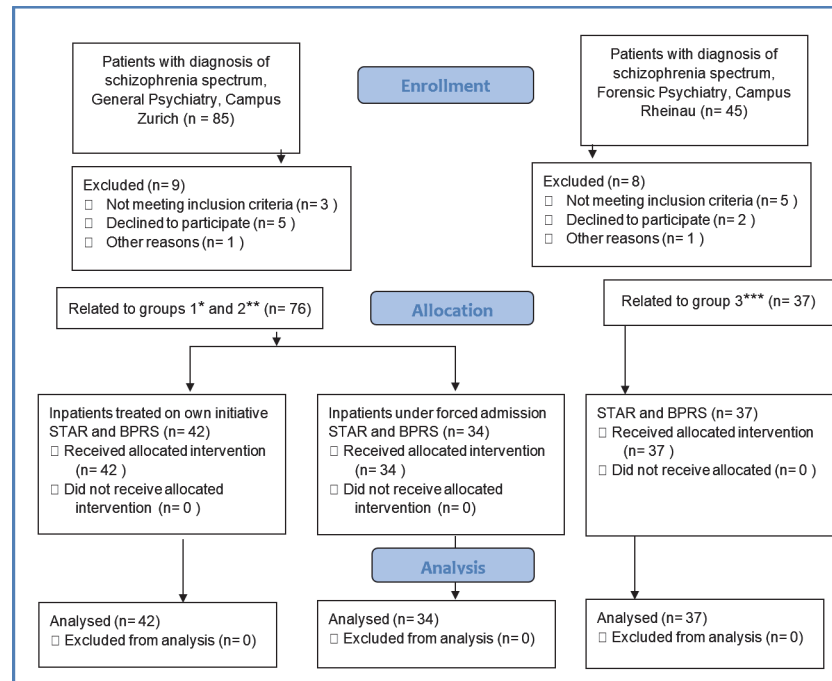 Patients with diagnosis of
schizophrenia spectrum,
General Psychiatry, Campus
Zurich (n = 85)
Enrollment
Patients with diagnosis of
schizophrenia spectrum,
Forensic Psychiatry, Campus
Rheinau (n= 45)
Excluded (n= 9)
▯ Not meeting inclusion criteria (n= 3 )
▯ Declined to participate (n= 5 )
▯ Other reasons (n= 1 )
Excluded (n= 8)
▯ Not meeting inclusion criteria (n= 5 )
▯ Declined to participate (n= 2 )
▯ Other reasons (n= 1 )
Related to groups 1* and 2** (n= 76)
Allocation
Related to group 3*** (n= 37)
Inpatients treated on own initiative
STAR and BPRS (n= 42)
▯ Received allocated intervention
(n= 42 )
▯ Did not receive allocated
intervention (n= 0 )
Inpatients under forced admission
STAR and BPRS (n= 34)
▯ Received allocated intervention
(n= 34 )
▯ Did not receive allocated
intervention (n= 0)
STAR and BPRS (n= 37)
▯ Received allocated intervention
(n= 37 )
▯ Did not receive allocated (n= 0 )
Analysis
Analysed (n= 42)
▯ Excluded from analysis (n= 0)
Analysed (n= 34)
▯ Excluded from analysis (n= 0)
Analysed (n= 37)
▯ Excluded from analysis (n= 0)